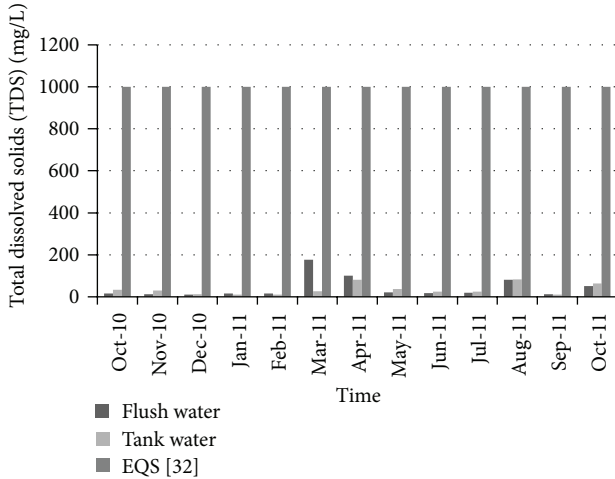 Total dissolved solids (TDS) (mg/L)
1200
1000
800
600
400
200
0
Oct-10
Nov-10
Dec-10
Jan-11
Feb-11
Mar-11
Apr-11
May-11
Jun-11
Jul-11
Aug-11
Sep-11
Oct-11
Time
Flush water
Tank water
EQS [32]